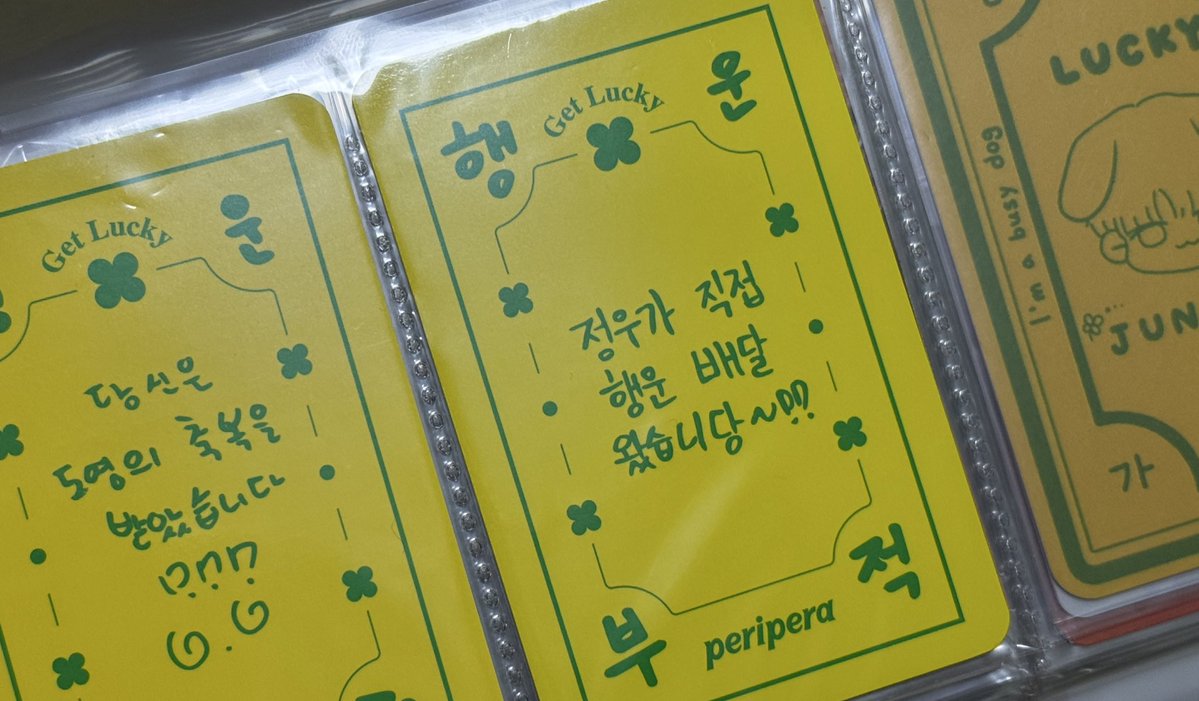 Get Lucky
운
당신은
도영의 축복을
받았습니다
행
Get Lucky
운
정우가 직접
행운 배달
왔습니당~
부
적
peripera
LUCKY
I'm a busy dog
JUN
가